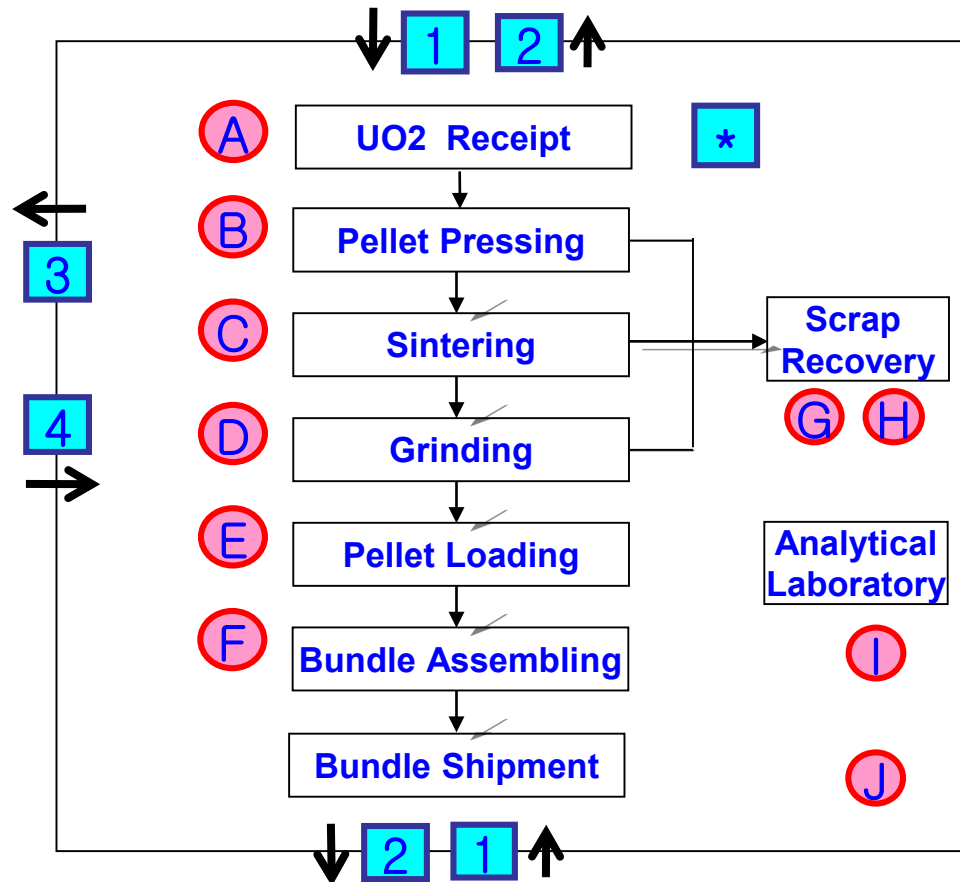 1 2
A UO2 Receipt *
B Pellet Pressing
3
C Sintering
Scrap
Recovery
4
D Grinding
G H
E Pellet Loading
Analytical
Laboratory
F Bundle Assembling
I
Bundle Shipment
J
2 1